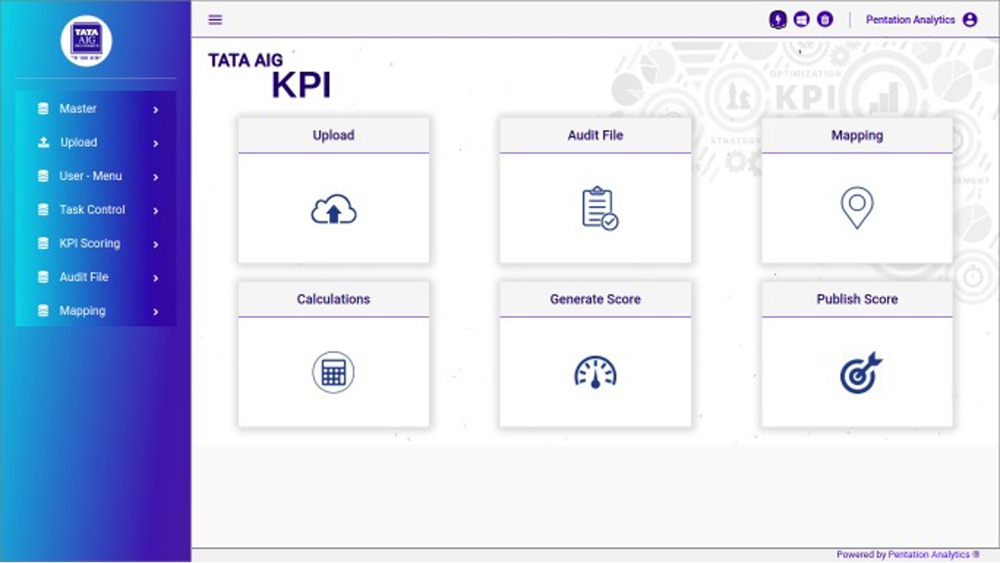 TATA
AIG
Master
Upload
User - Menu
Task Control
KPI Scoring
Audit File
Mapping
Pentation Analytics
TATA AIG
KPI
OPTIMIZATION
KPI
STRATEGY
Upload
Audit File
Mapping
Calculations
Generate Score
Publish Score
Powered by Pentation Analytics ®